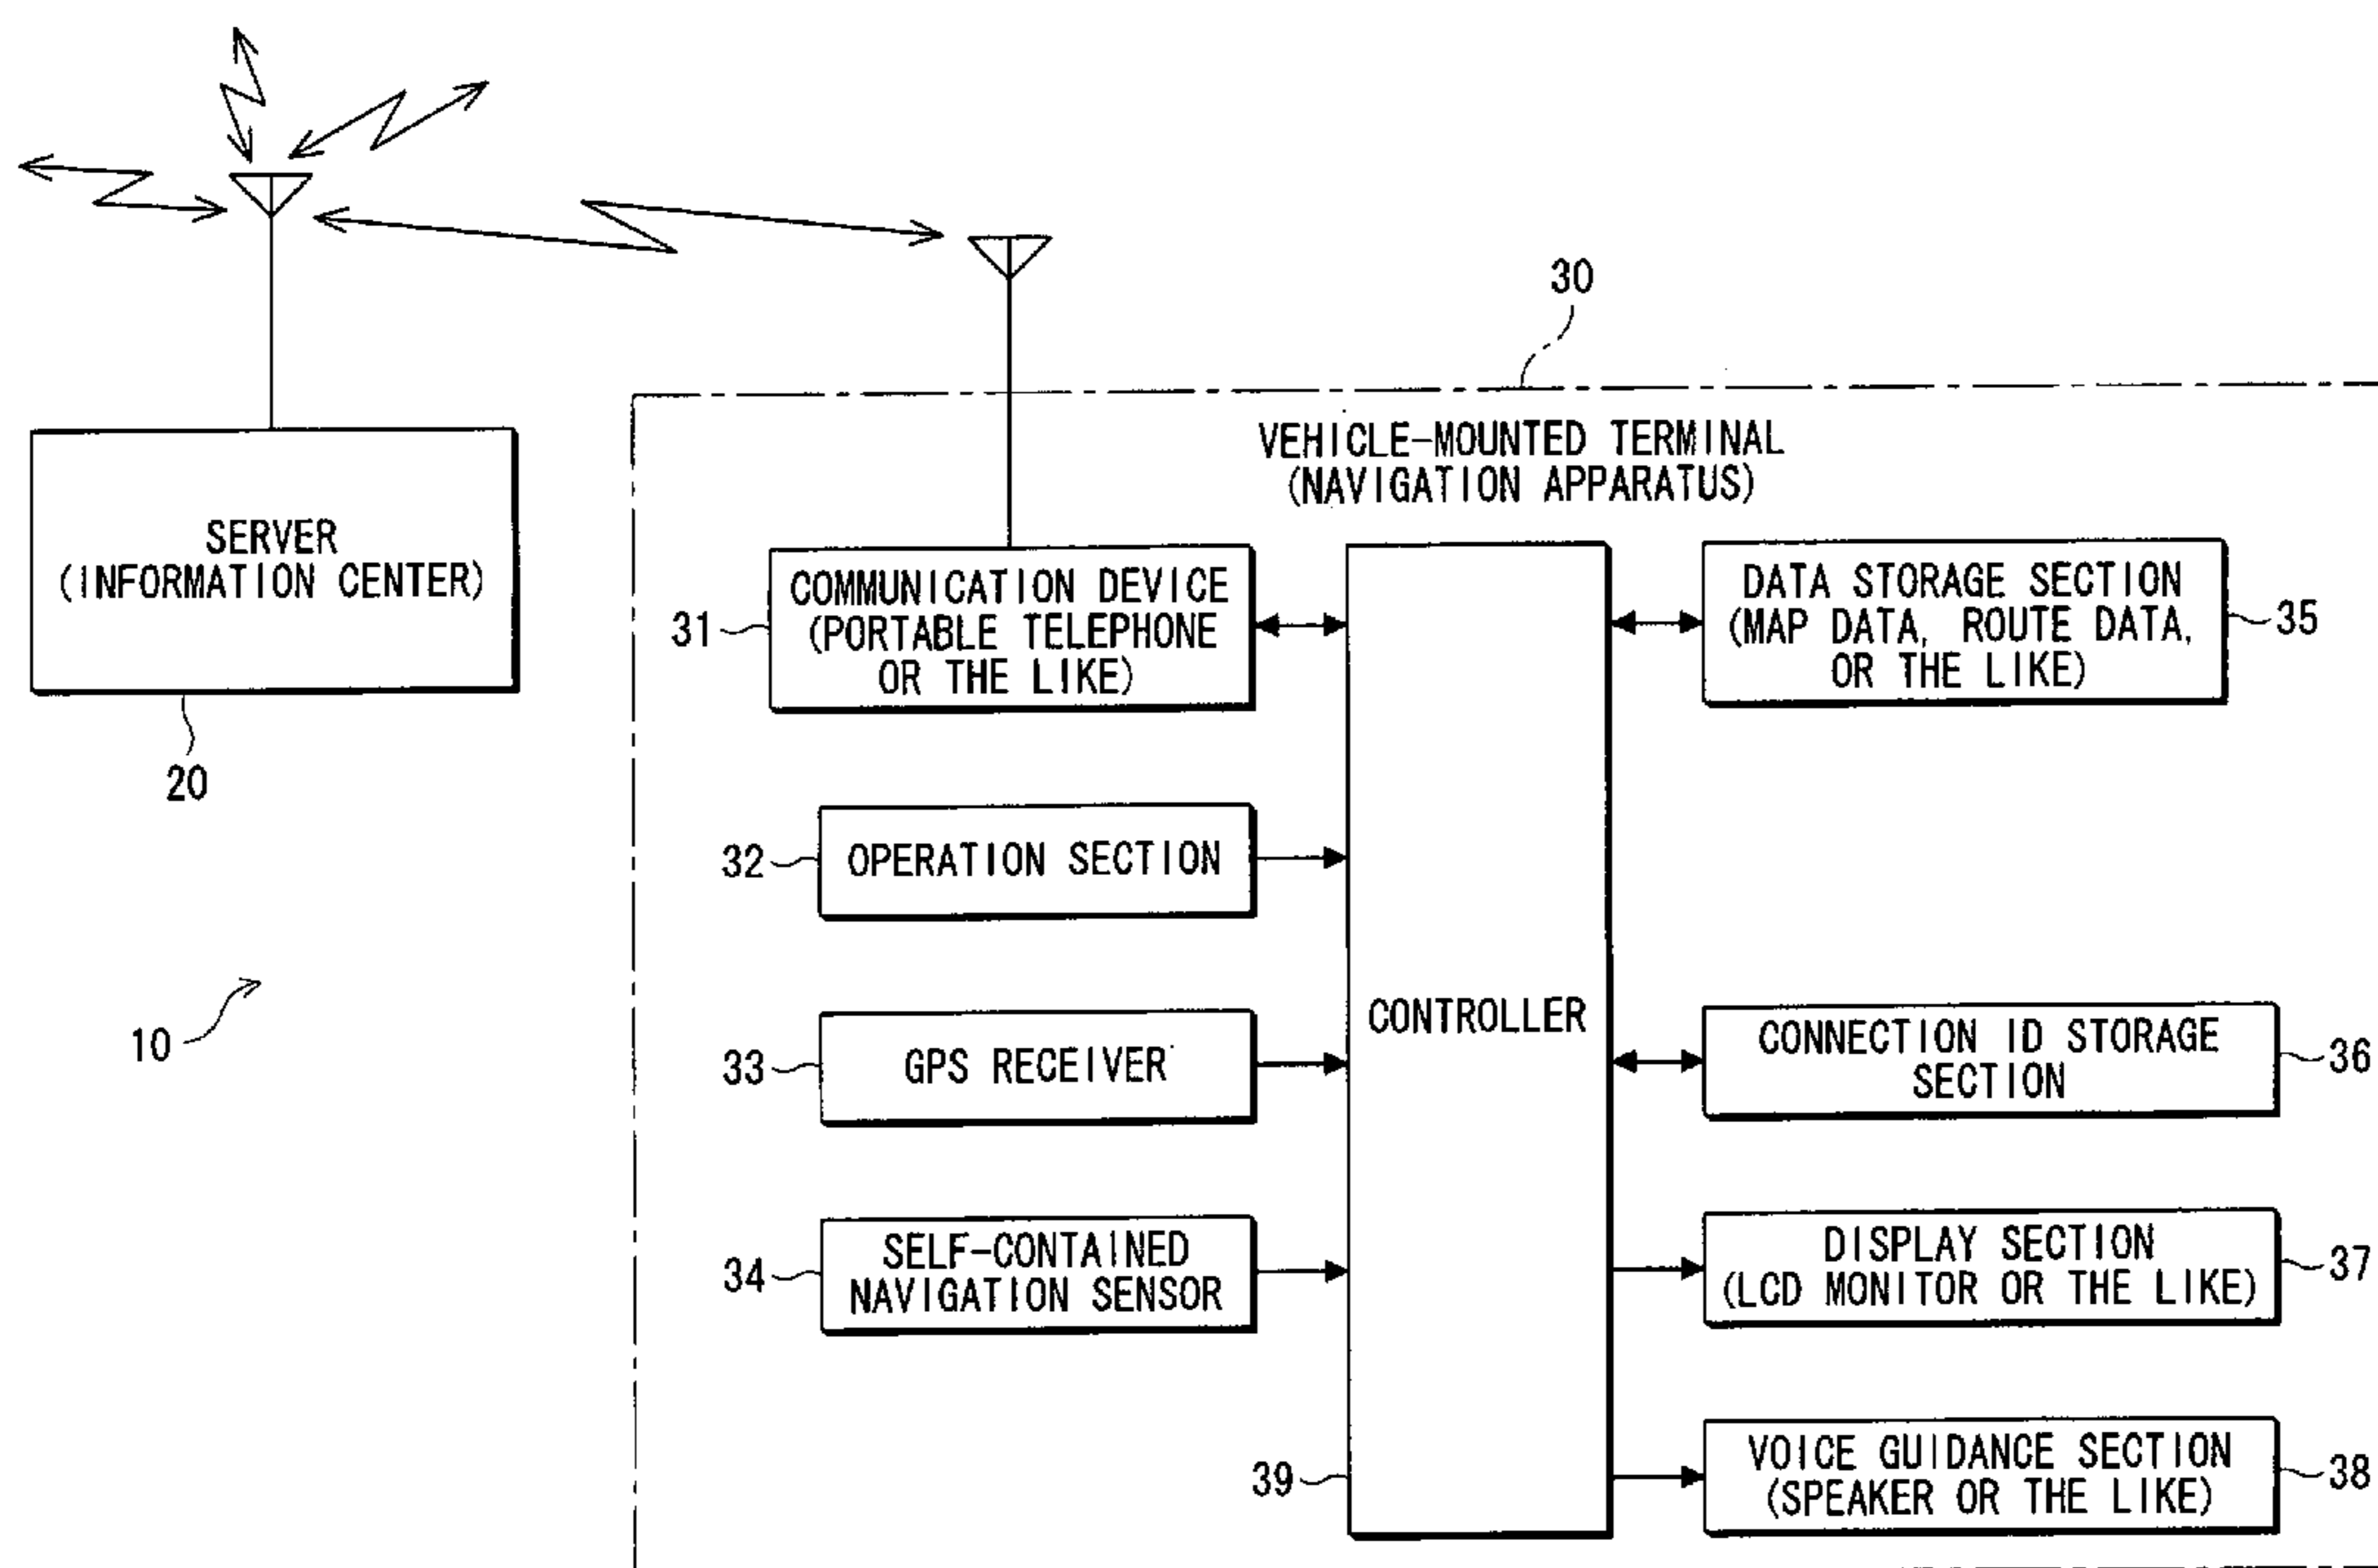 30
VEHICLE-MOUNTED TERMINAL
(NAVIGATION APPARATUS)
SERVER
(INFORMATION CENTER)
20
10
31
COMMUNICATION DEVICE
(PORTABLE TELEPHONE
OR THE LIKE)
32
OPERATION SECTION
33
GPS RECEIVER
34
SELF-CONTAINED
NAVIGATION SENSOR
CONTROLLER
39
DATA STORAGE SECTION
(MAP DATA, ROUTE DATA,
OR THE LIKE)
35
CONNECTION ID STORAGE
SECTION
36
DISPLAY SECTION
(LCD MONITOR OR THE LIKE)
37
VOICE GUIDANCE SECTION
(SPEAKER OR THE LIKE)
38